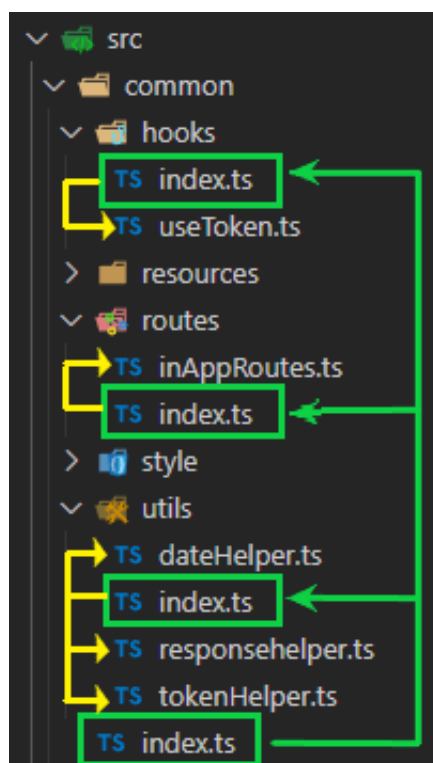 src
common
hooks
TS index.ts
TS useToken.ts
resources
routes
TS inAppRoutes.ts
TS index.ts
style
utils
TS dateHelper.ts
TS index.ts
TS responsehelper.ts
TS tokenHelper.ts
TS index.ts